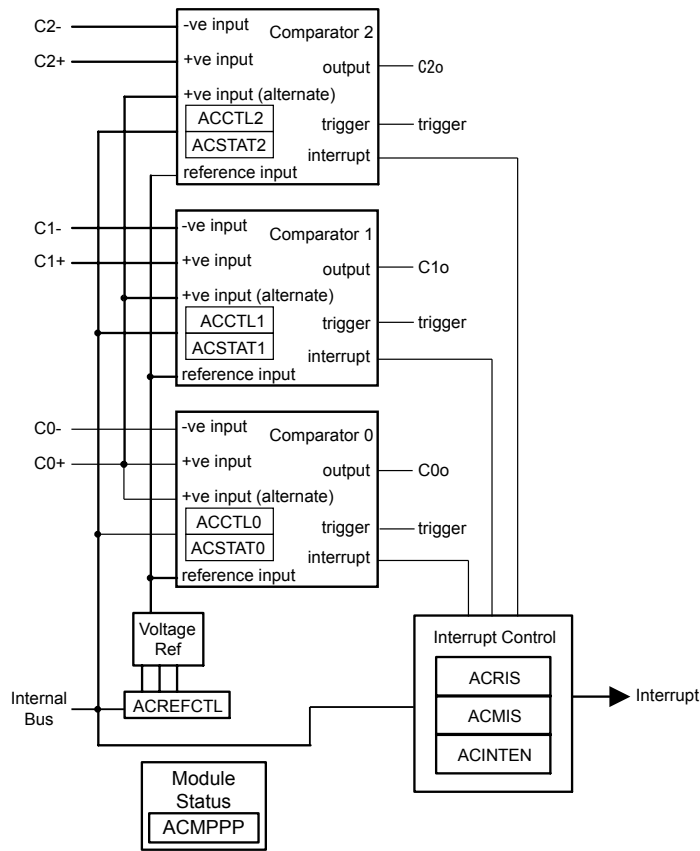 C2-
-ve input
Comparator 2
C2+
+ve input
output
C2o
+ve input (alternate)
ACCTL2
trigger
trigger
ACSTAT2
interrupt
reference input
C1-
-ve input
Comparator 1
C1+
+ve input
output
C1o
+ve input (alternate)
ACCTL1
trigger
trigger
ACSTAT1
interrupt
reference input
C0-
-ve input
Comparator 0
C0+
+ve input
output
C0o
+ve input (alternate)
ACCTL0
trigger
trigger
ACSTAT0
interrupt
reference input
Voltage
Ref
Interrupt Control
ACRIS
Internal
Bus
ACREFCTL
ACMIS
Interrupt
ACINTEN
Module
Status
ACMPPP